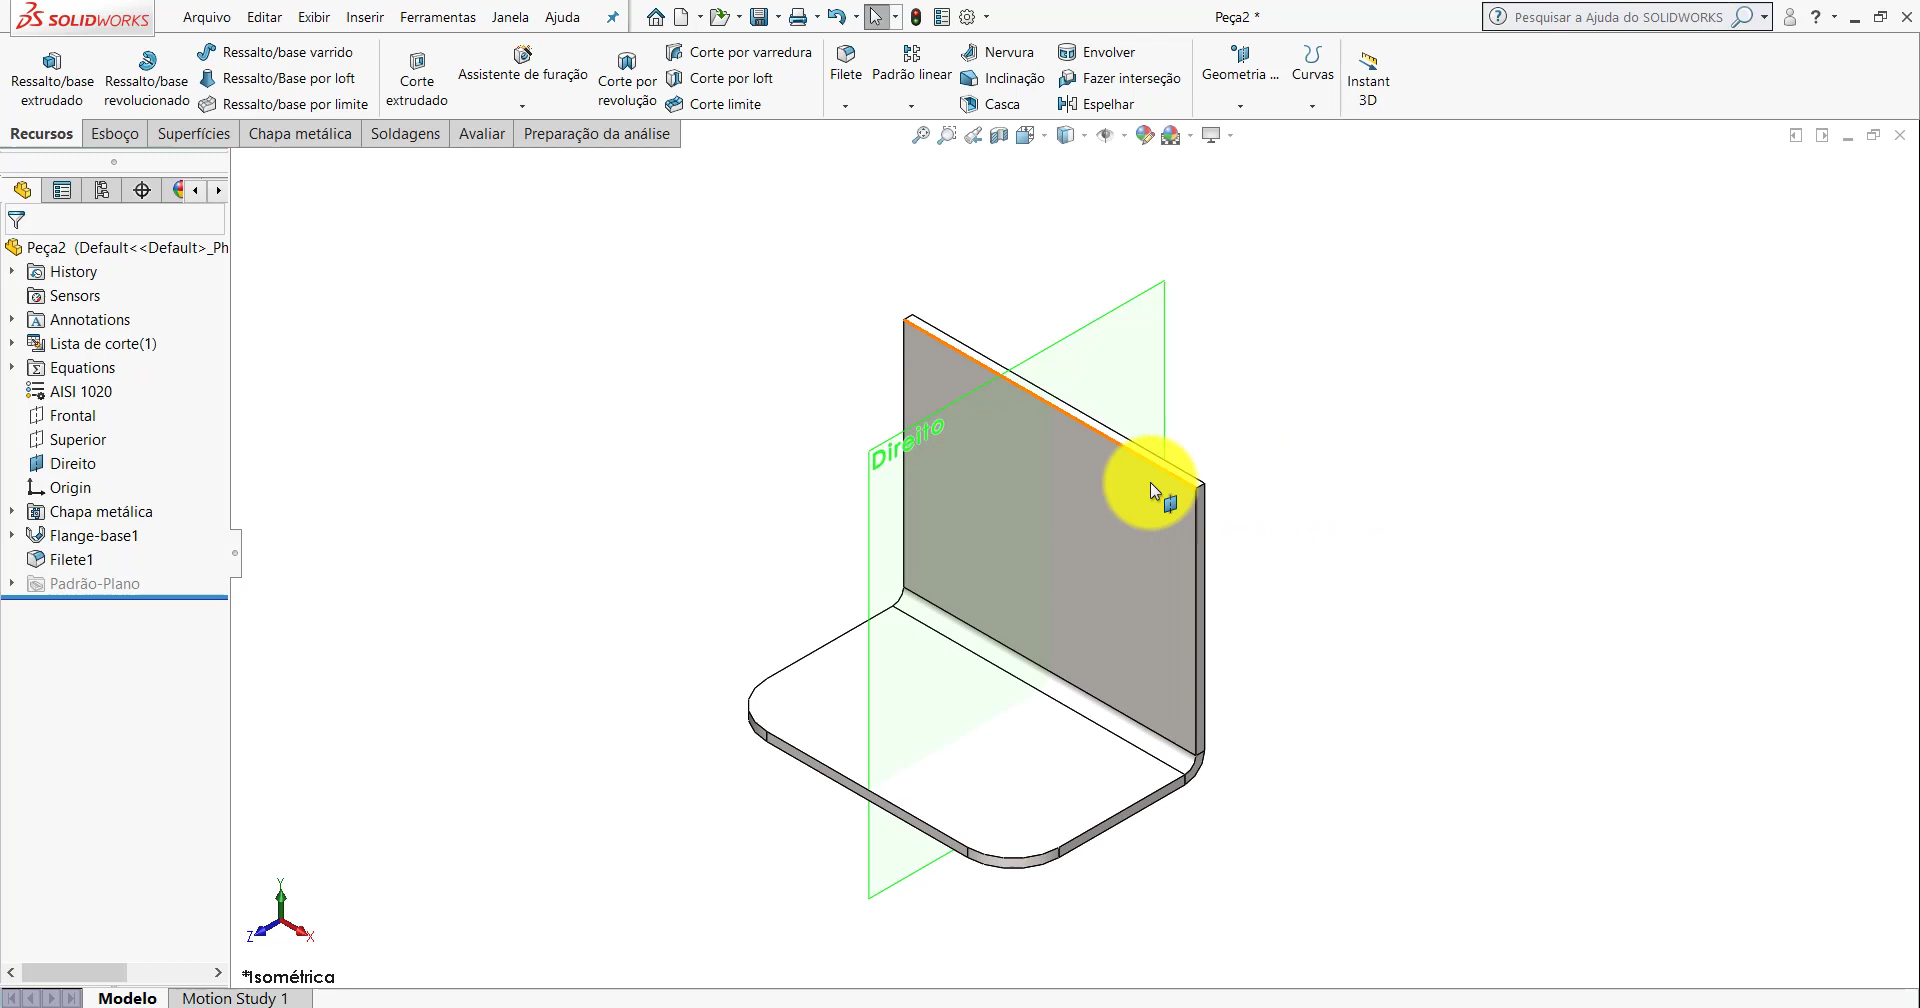 SOLIDWORKS
Arquivo Editar Exibir Inserir Ferramentas Janela Ajuda
Peça2 *
Pesquisar a Ajuda do SOLIDWORKS
Ressalto/base extrudado
Ressalto/base revolucionado
Ressalto/base varrido
Ressalto/Base por loft
Ressalto/base por limite
Corte extrudado
Assistente de furação
Corte por revolução
Corte por varredura
Corte por loft
Corte limite
Filete
Padrão linear
Nervura
Inclinação
Casca
Envolver
Fazer interseção
Espelhar
Geometria ...
Curvas
Instant 3D
Recursos Esboço Superfícies Chapa metálica Soldagens Avaliar Preparação da análise
Peça2 (Default<<Default>_Ph
History
Sensors
Annotations
Lista de corte(1)
Equations
AISI 1020
Frontal
Superior
Direito
Origin
Chapa metálica
Flange-base1
Filete1
Padrão-Plano
Direito
Y
Z
X
*Isométrica
Modelo Motion Study 1